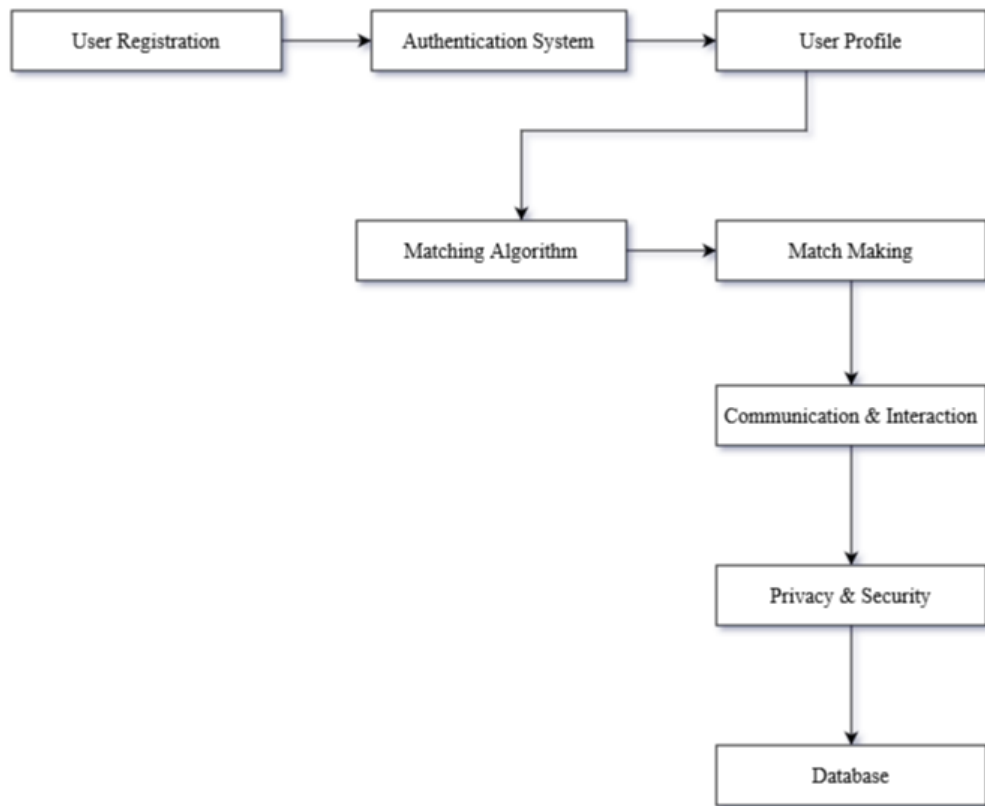 User Registration
Authentication System
User Profile
Matching Algorithm
Match Making
Communication & Interaction
Privacy & Security
Database